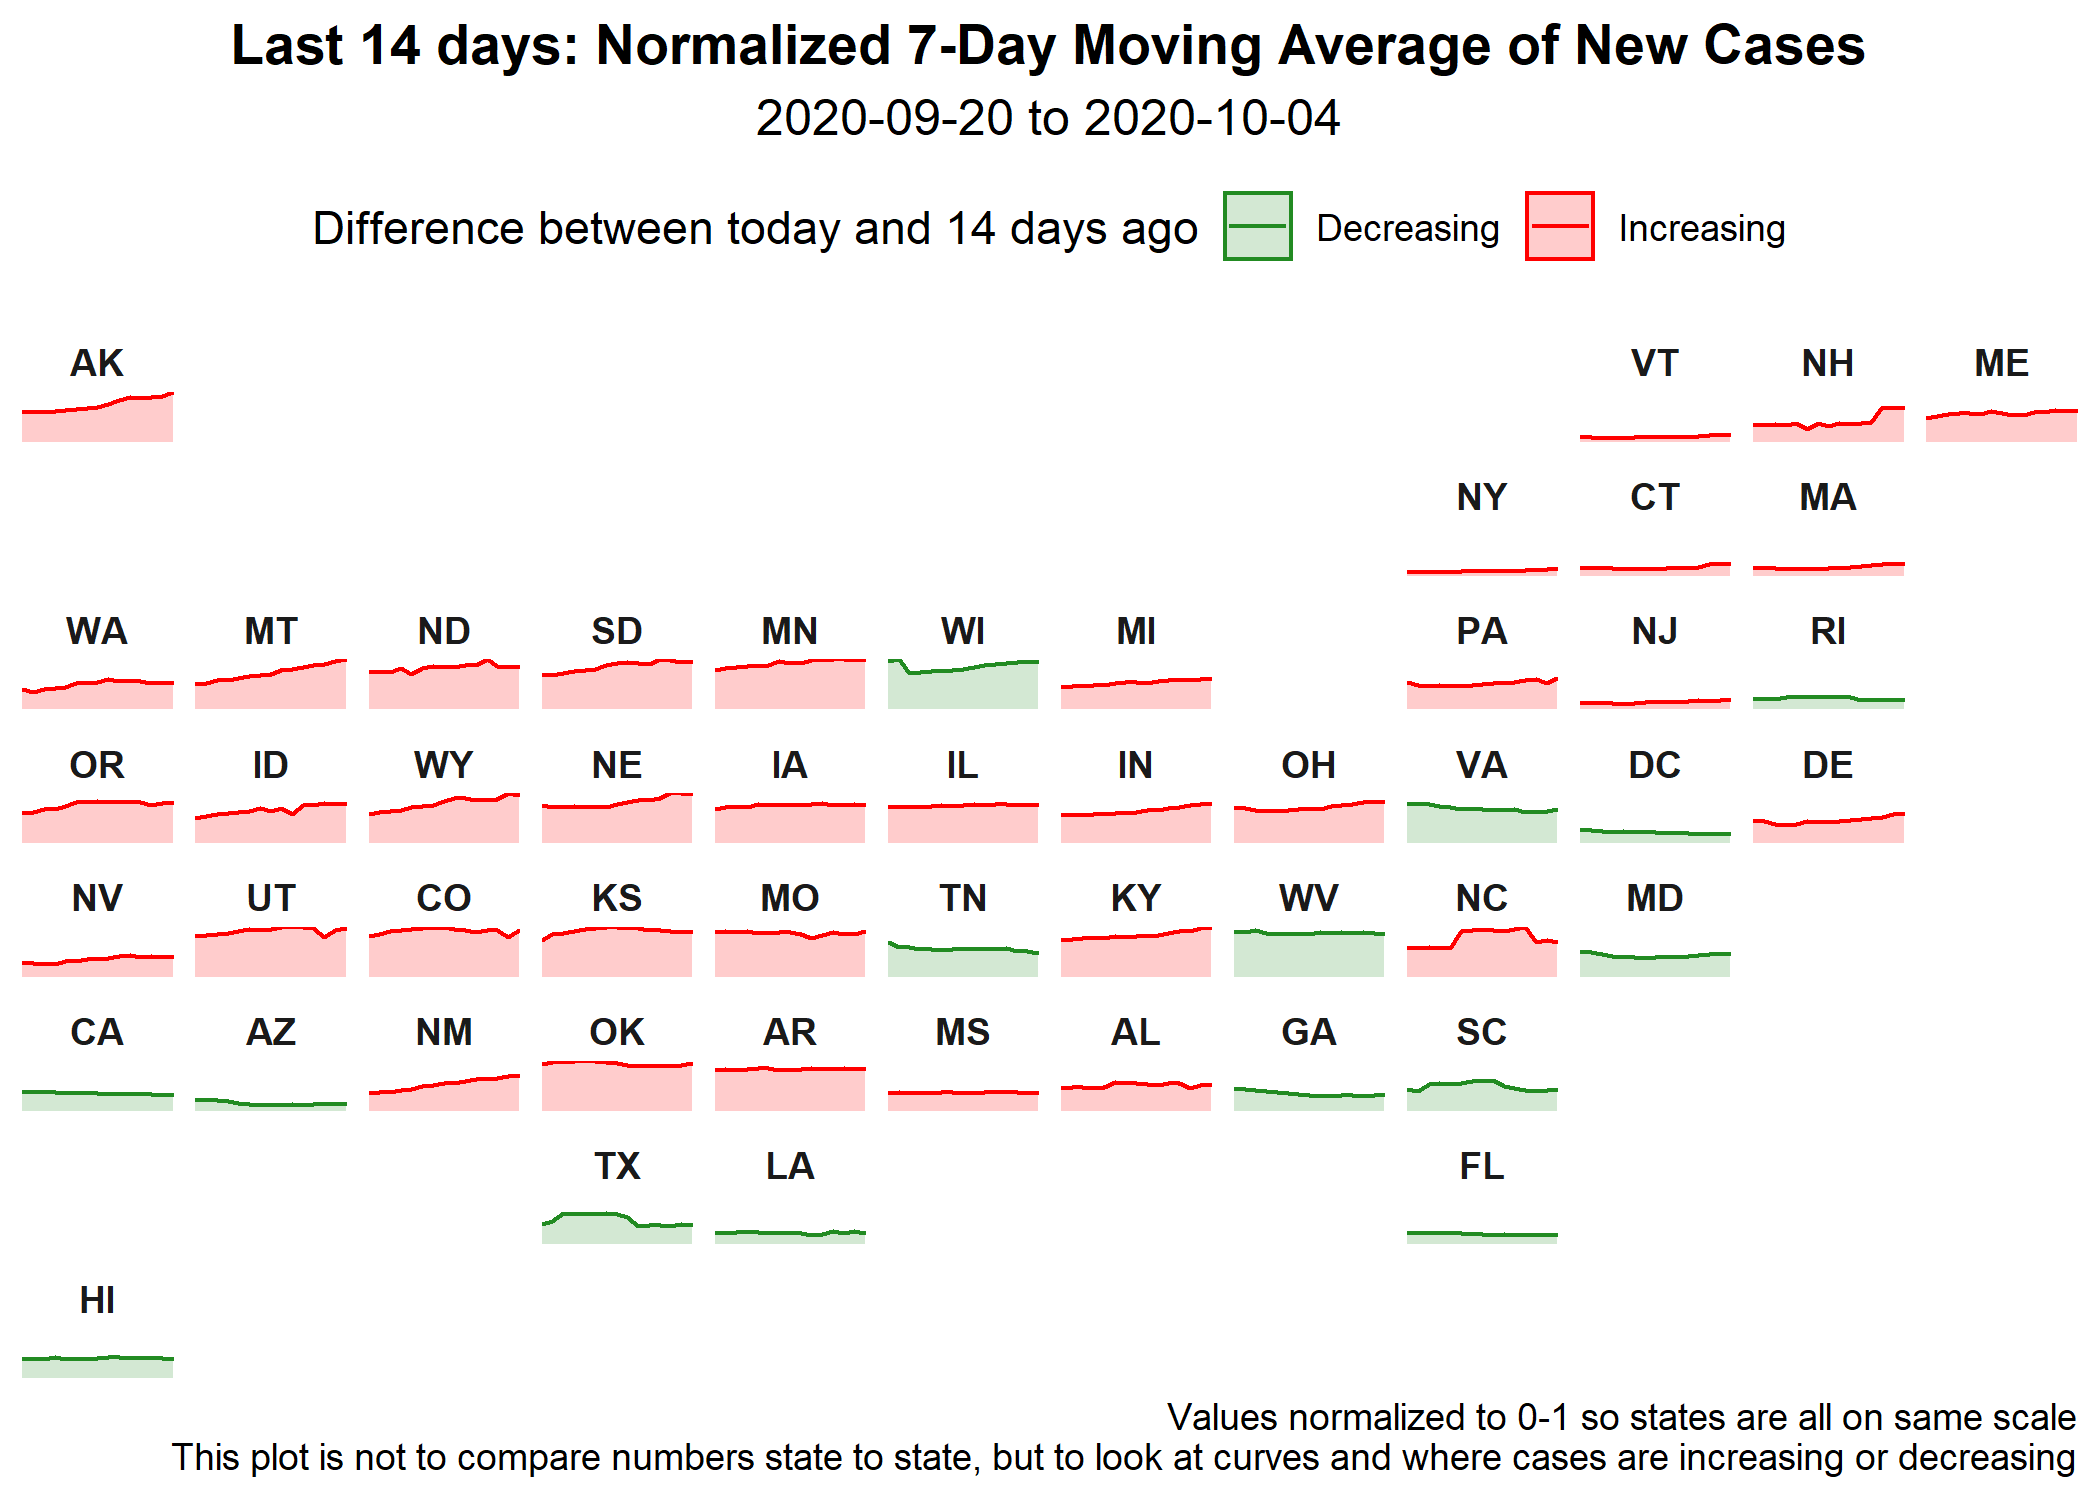 Last 14 days: Normalized 7-Day Moving Average of New Cases
2020-09-20 to 2020-10-04
Difference between today and 14 days ago Decreasing Increasing
AK VT NH ME
NY CT MA
WA MT ND SD MN WI MI PA NJ RI
OR ID WY NE IA IL IN OH VA DC DE
NV UT CO KS MO TN KY WV NC MD
CA AZ NM OK AR MS AL GA SC
TX LA FL
HI
Values normalized to 0-1 so states are all on same scale
This plot is not to compare numbers state to state, but to look at curves and where cases are increasing or decreasing